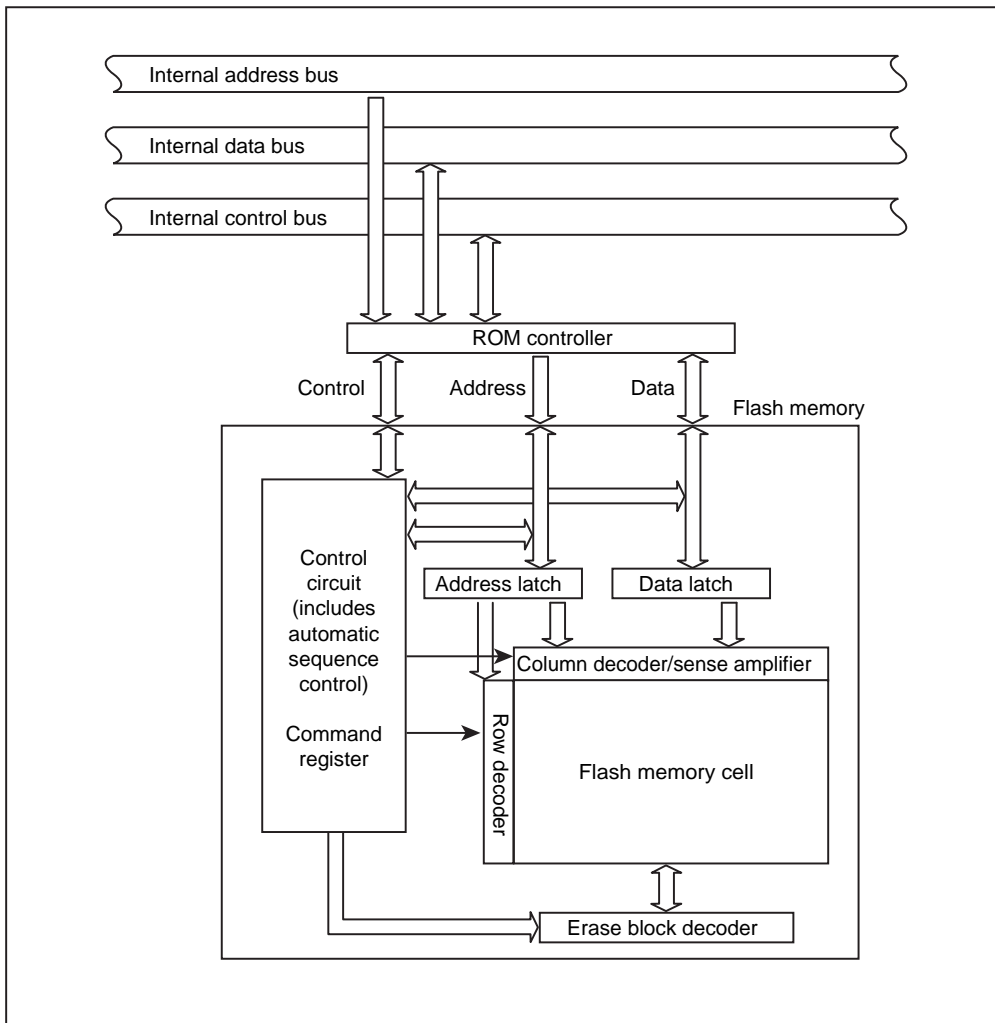 Internal address bus
Internal data bus
Internal control bus
ROM controller
Control
Address
Data
Flash memory
Control
circuit
(includes
automatic
sequence
control)
Command
register
Address latch
Data latch
Column decoder/sense amplifier
Row decoder
Flash memory cell
Erase block decoder